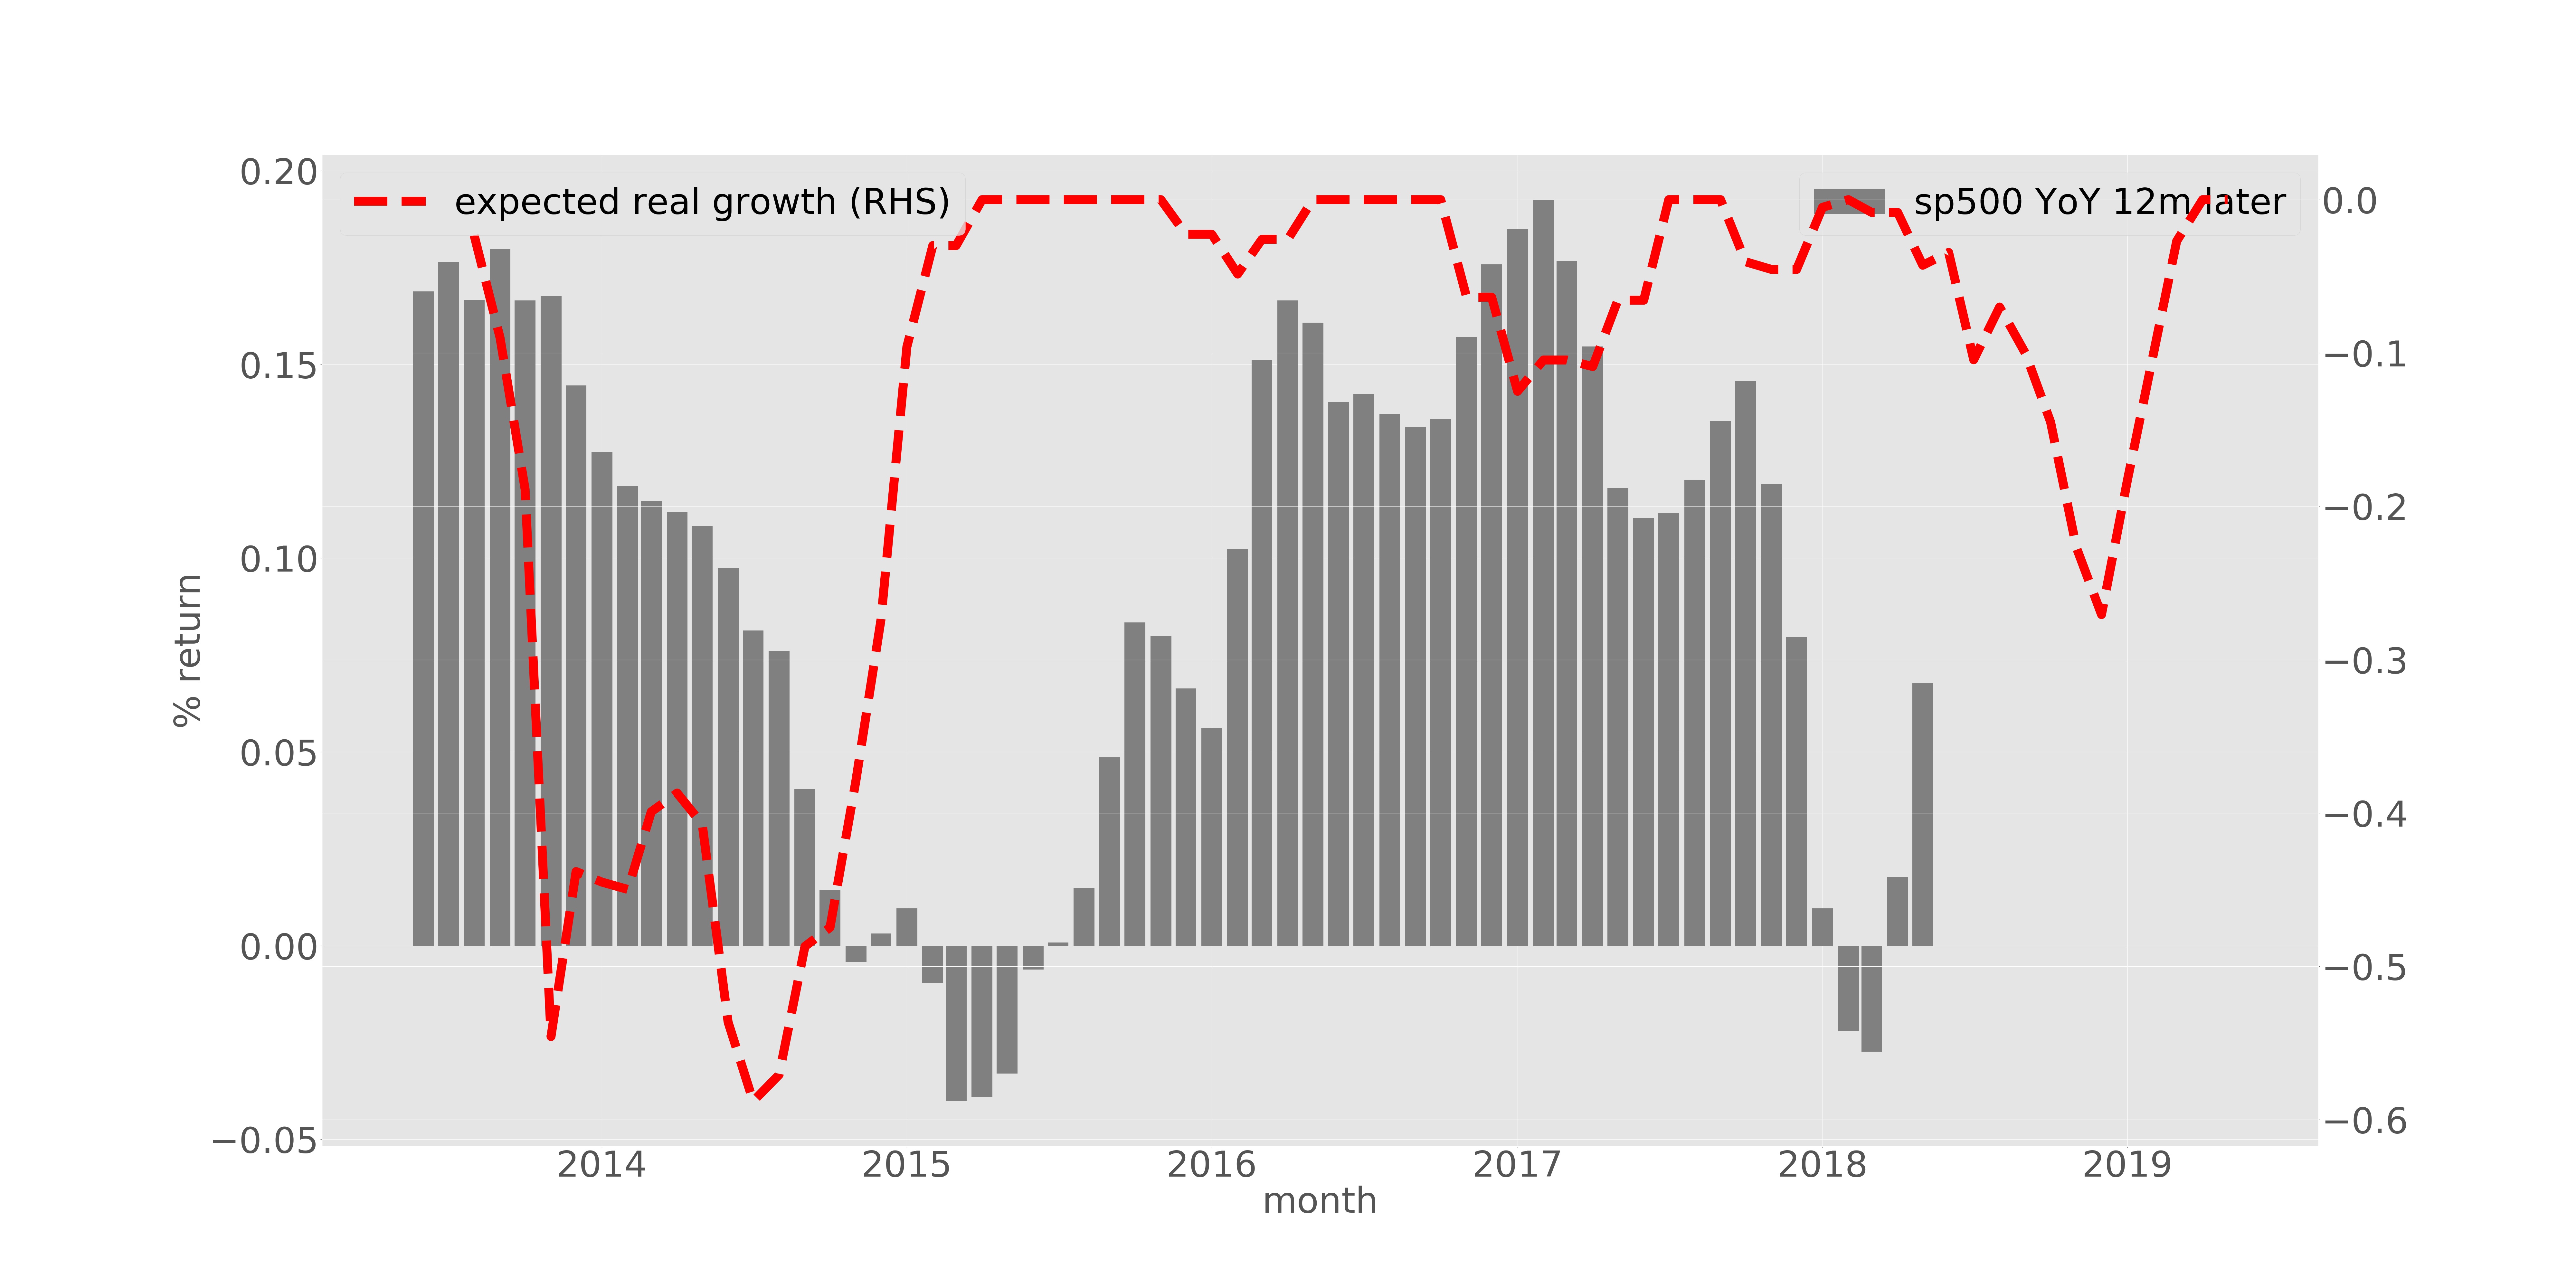 expected real growth (RHS)
sp500 YoY 12m later
0.20
0.15
0.10
0.05
0.00
−0.05
% return
0.0
−0.1
−0.2
−0.3
−0.4
−0.5
−0.6
2014 2015 2016 2017 2018 2019
month